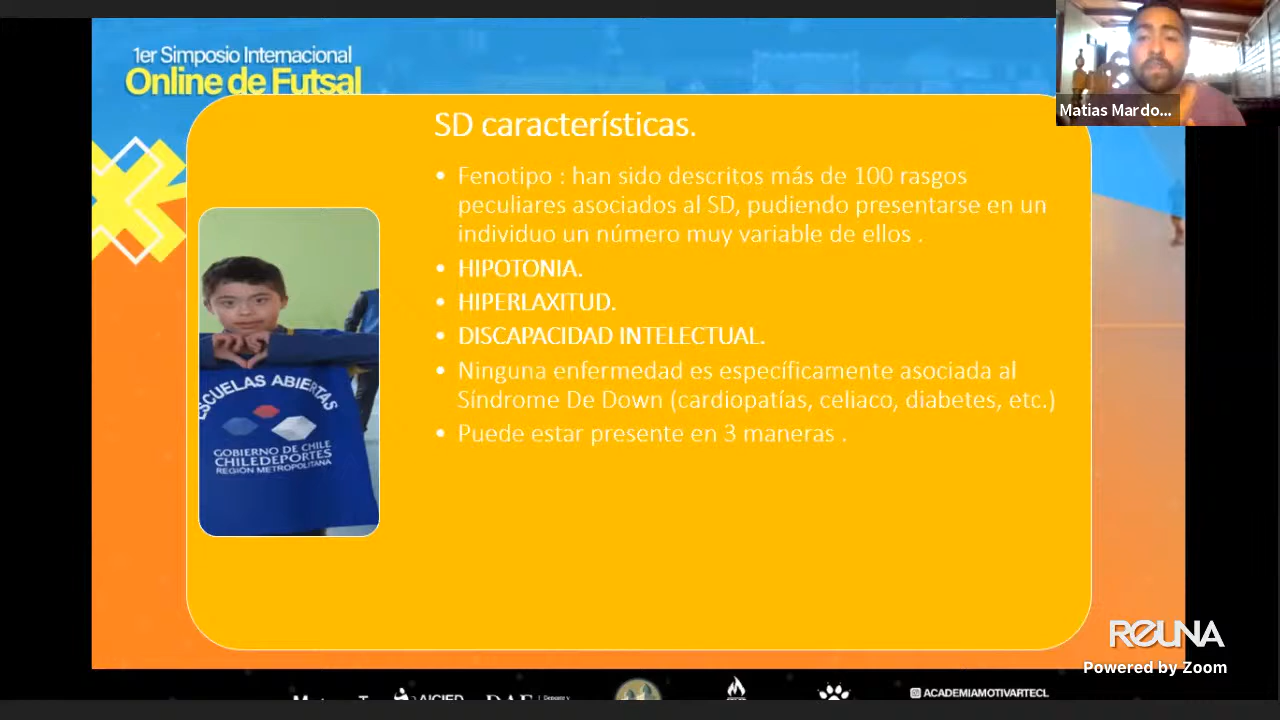 1er Simposio Internacional
Online de Futsal
Matias Mardo...
SD características.
• Fenotipo : han sido descritos más de 100 rasgos
peculiares asociados al SD, pudiendo presentarse en un
individuo un número muy variable de ellos .
• HIPOTONIA.
• HIPERLAXITUD.
• DISCAPACIDAD INTELECTUAL.
• Ninguna enfermedad es específicamente asociada al
Síndrome De Down (cardiopatías, celiaco, diabetes, etc.)
• Puede estar presente en 3 maneras .
ESCUELAS ABIERTAS
GOBIERNO DE CHILE
CHILEDEPORTES
REGIÓN METROPOLITANA
REUNA
Powered by Zoom
ACADEMIAMOTIVARTECL